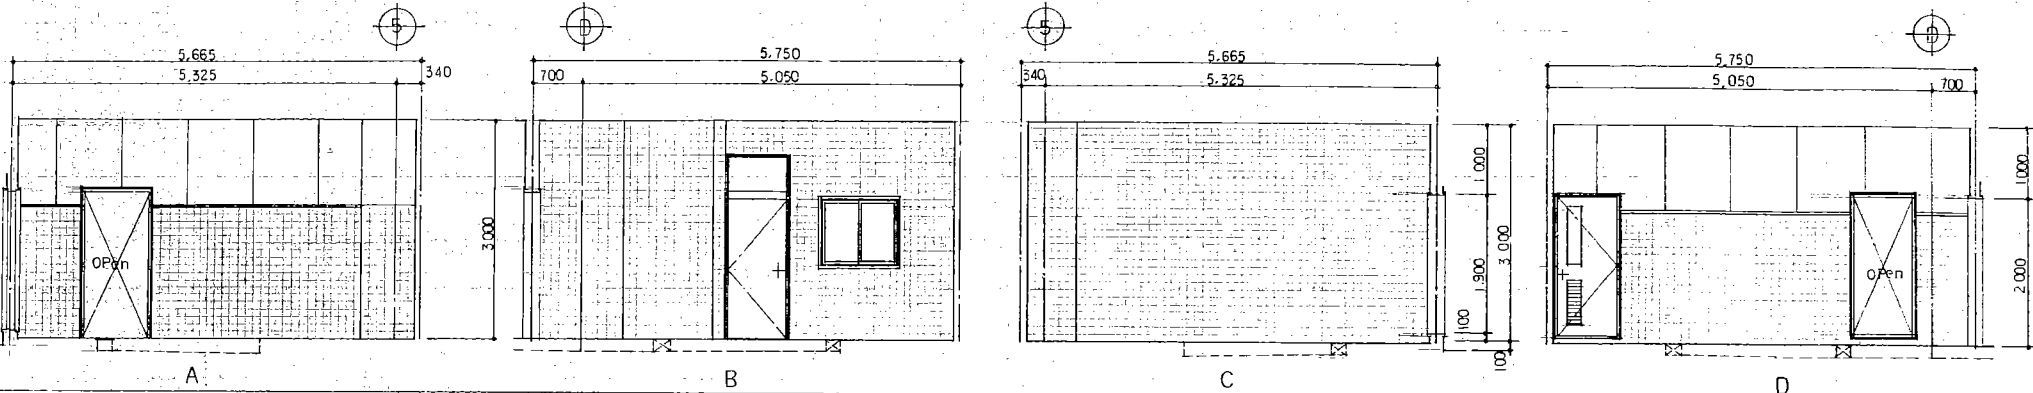 5 D 5 D
5,665 5,750 5,665 5,750
5,325 340 700 5,050 340 5,325 5,050 700
3,000 1,000 3,000 1,900 100 100 1,000 2,000
OPen OPen
A B C D